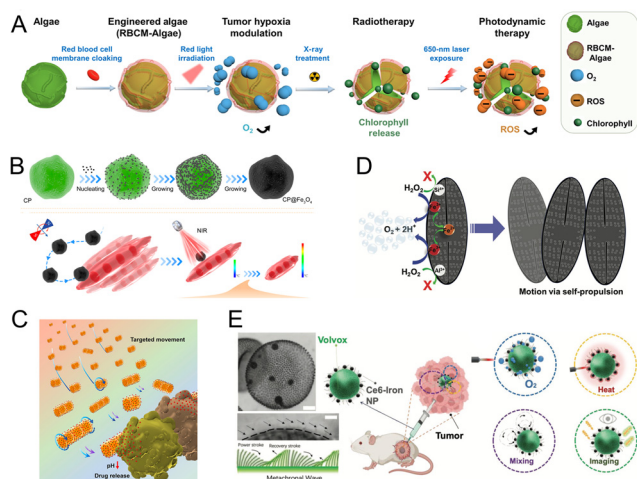 A
Algae
Engineered algae
(RBCM-Algae)
Tumor hypoxia
modulation
Radiotherapy
Photodynamic
therapy
Red blood cell
membrane cloaking
Red light
irradiation
X-ray
treatment
650-nm laser
exposure
O₂
Chlorophyll
release
ROS
Algae
RBCM-
Algae
O₂
ROS
Chlorophyll
B
CP
Nucleating
Growing
Growing
CP@Fe₃O₄
NIR
C
Targeted movement
pH
Drug release
D
X
H₂O₂
Si⁴⁺
O₂ + 2H⁺
H₂O₂
Al³⁺
X
Motion via self-propulsion
E
Volvox
Ce6-Iron
NP
Tumor
Power stroke
Recovery stroke
Metachronal Wave
O₂
Heat
Mixing
Imaging